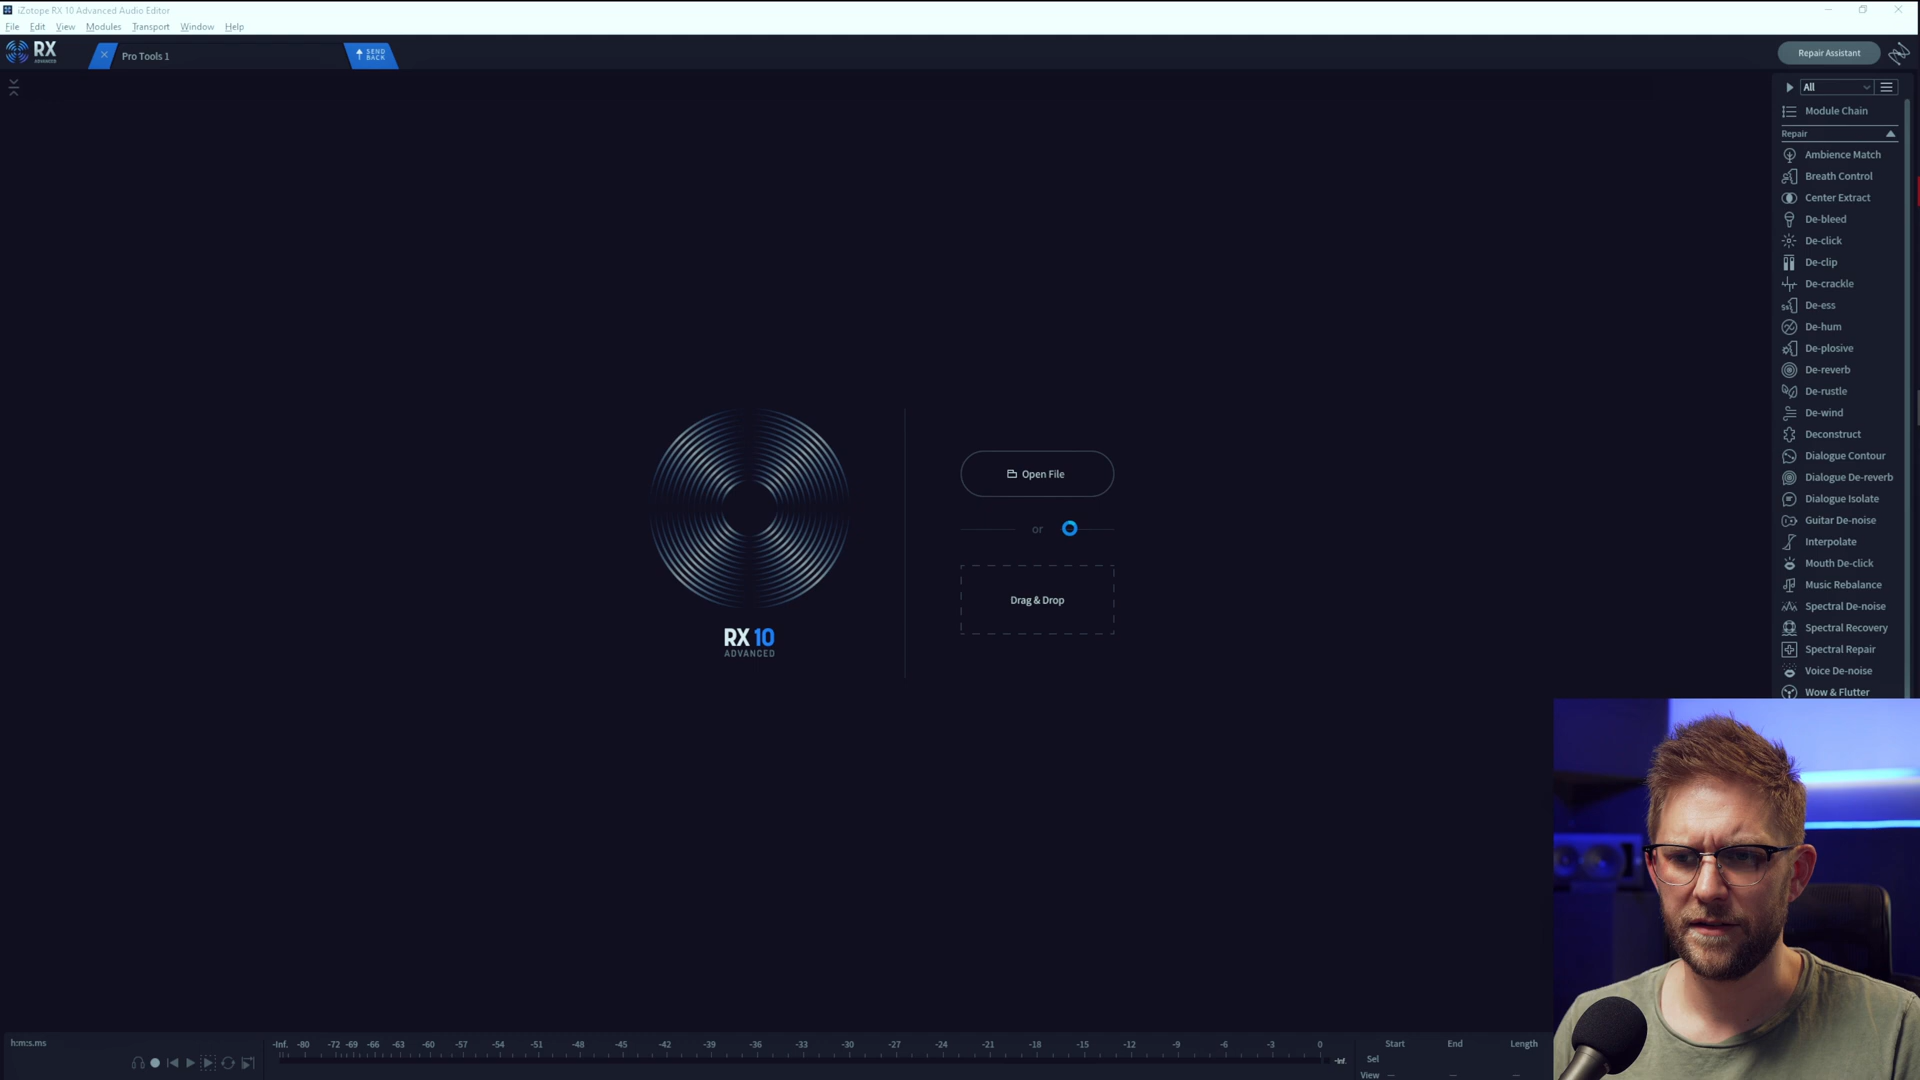 iZotope RX 10 Advanced Audio Editor
File Edit View Modules Transport Window Help
RX
ADVANCED
Pro Tools 1
SEND
BACK
Repair Assistant
All
Module Chain
Repair
Ambience Match
Breath Control
Center Extract
De-bleed
De-click
De-clip
De-crackle
De-ess
De-hum
De-plosive
De-reverb
De-rustle
De-wind
Deconstruct
Dialogue Contour
Dialogue De-reverb
Dialogue Isolate
Guitar De-noise
Interpolate
Mouth De-click
Music Rebalance
Spectral De-noise
Spectral Recovery
Spectral Repair
Voice De-noise
Wow & Flutter
Open File
or
Drag & Drop
RX 10
ADVANCED
h:m:s.ms
-Inf. -80 -72 -69 -66 -63 -60 -57 -54 -51 -48 -45 -42 -39 -36 -33 -30 -27 -24 -21 -18 -15 -12 -9 -6 -3 0
-Inf.
Start End Length
Sel
View